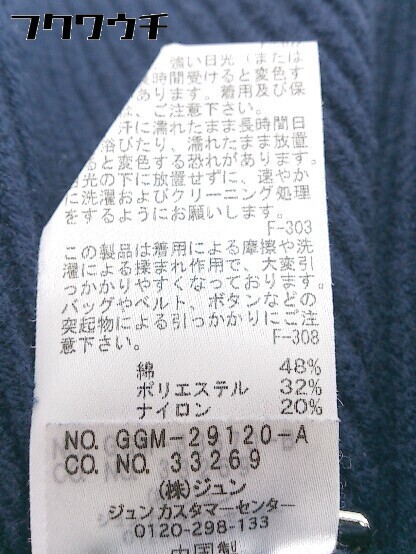 フクワウチ
強い日光（または
長時間受けると変色す
あります。着用及び保
、ご注意下さい。
汗に濡れたまま長時間日
浴びたり、濡れたまま放置
ると変色する恐れがあります。
日光の下に放置せずに、速やか
に洗濯およびクリーニング処理
をするようにお願いします。
F-303
この製品は着用による摩擦や洗
濯による揉まれ作用で、大変引
っかかりやすくなっております。
バッグやベルト、ボタンなどの
突起物による引っかかりにご注
意下さい。 F-308
綿 48%
ポリエステル 32%
ナイロン 20%
NO. GGM-29120-A
CO. NO. 33269
(株)ジュン
ジュン カスタマーセンター
0120-298-133
中国製